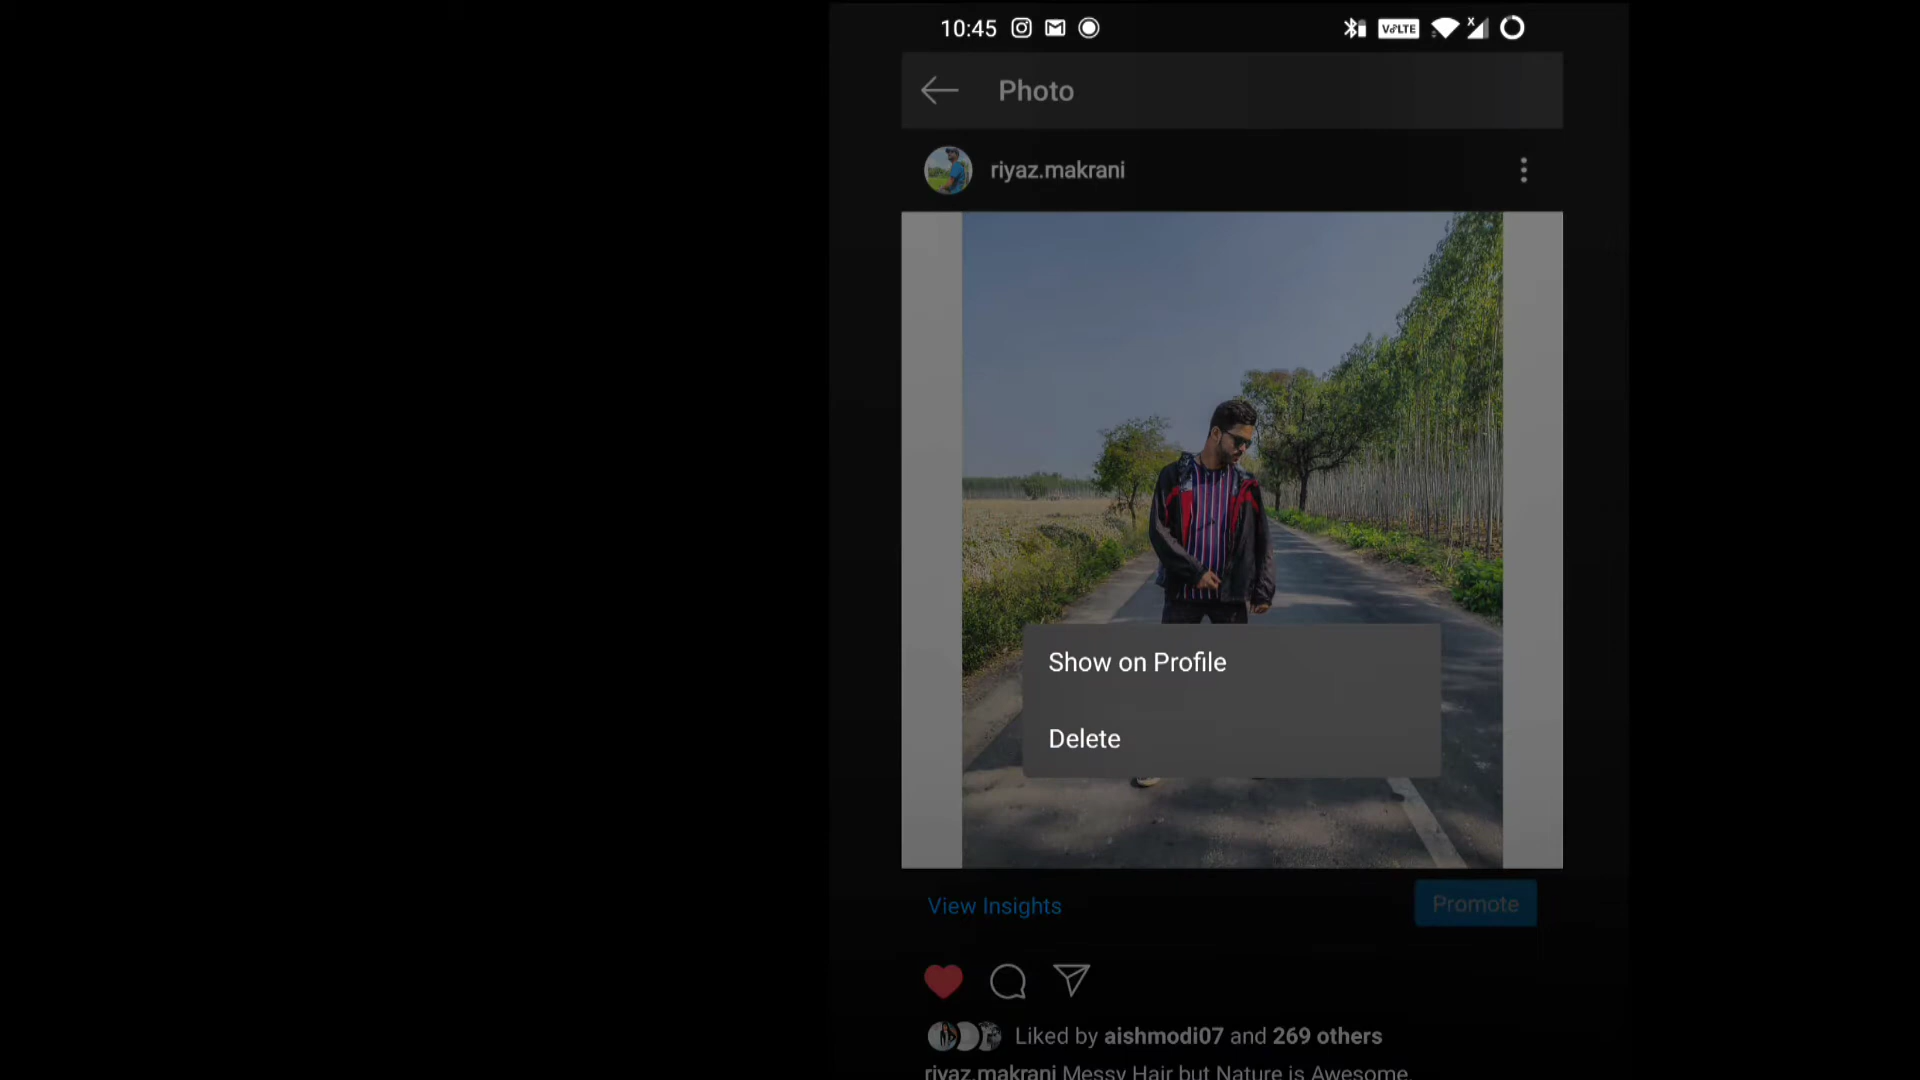 10:45 VoLTE x
Photo
riyaz.makrani
Show on Profile
Delete
View Insights Promote
Liked by aishmodi07 and 269 others
riyaz.makrani Messy Hair but Nature is Awesome.